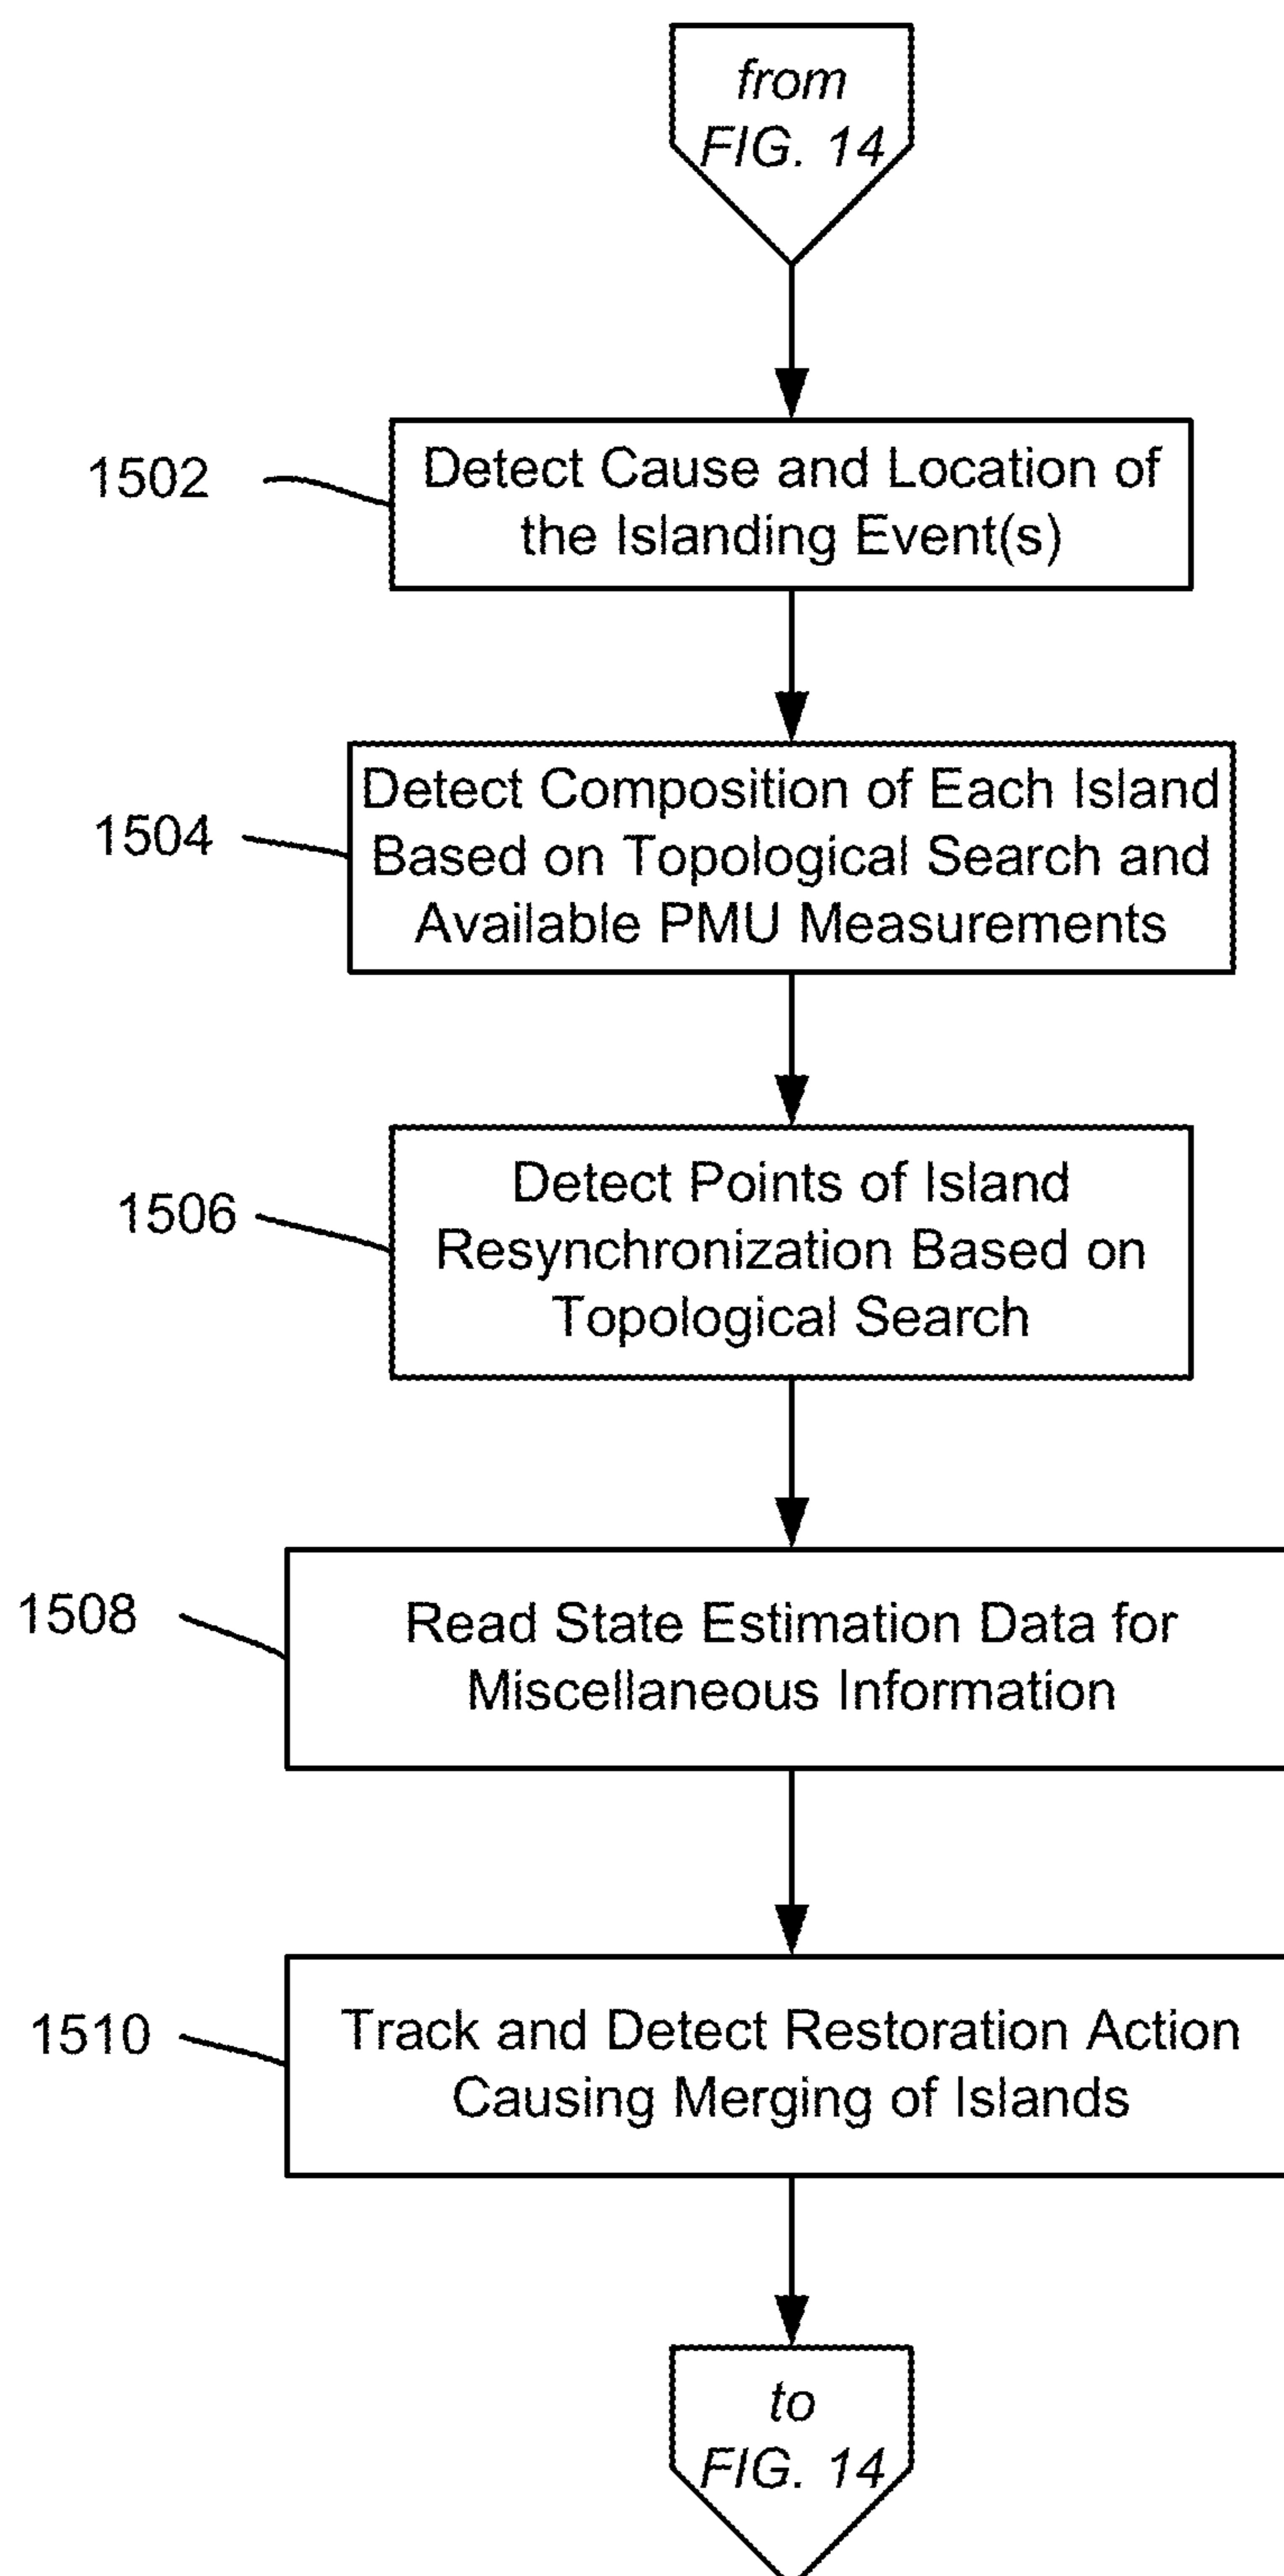 from
FIG. 14
1502
Detect Cause and Location of
the Islanding Event(s)
1504
Detect Composition of Each Island
Based on Topological Search and
Available PMU Measurements
1506
Detect Points of Island
Resynchronization Based on
Topological Search
1508
Read State Estimation Data for
Miscellaneous Information
1510
Track and Detect Restoration Action
Causing Merging of Islands
to
FIG. 14